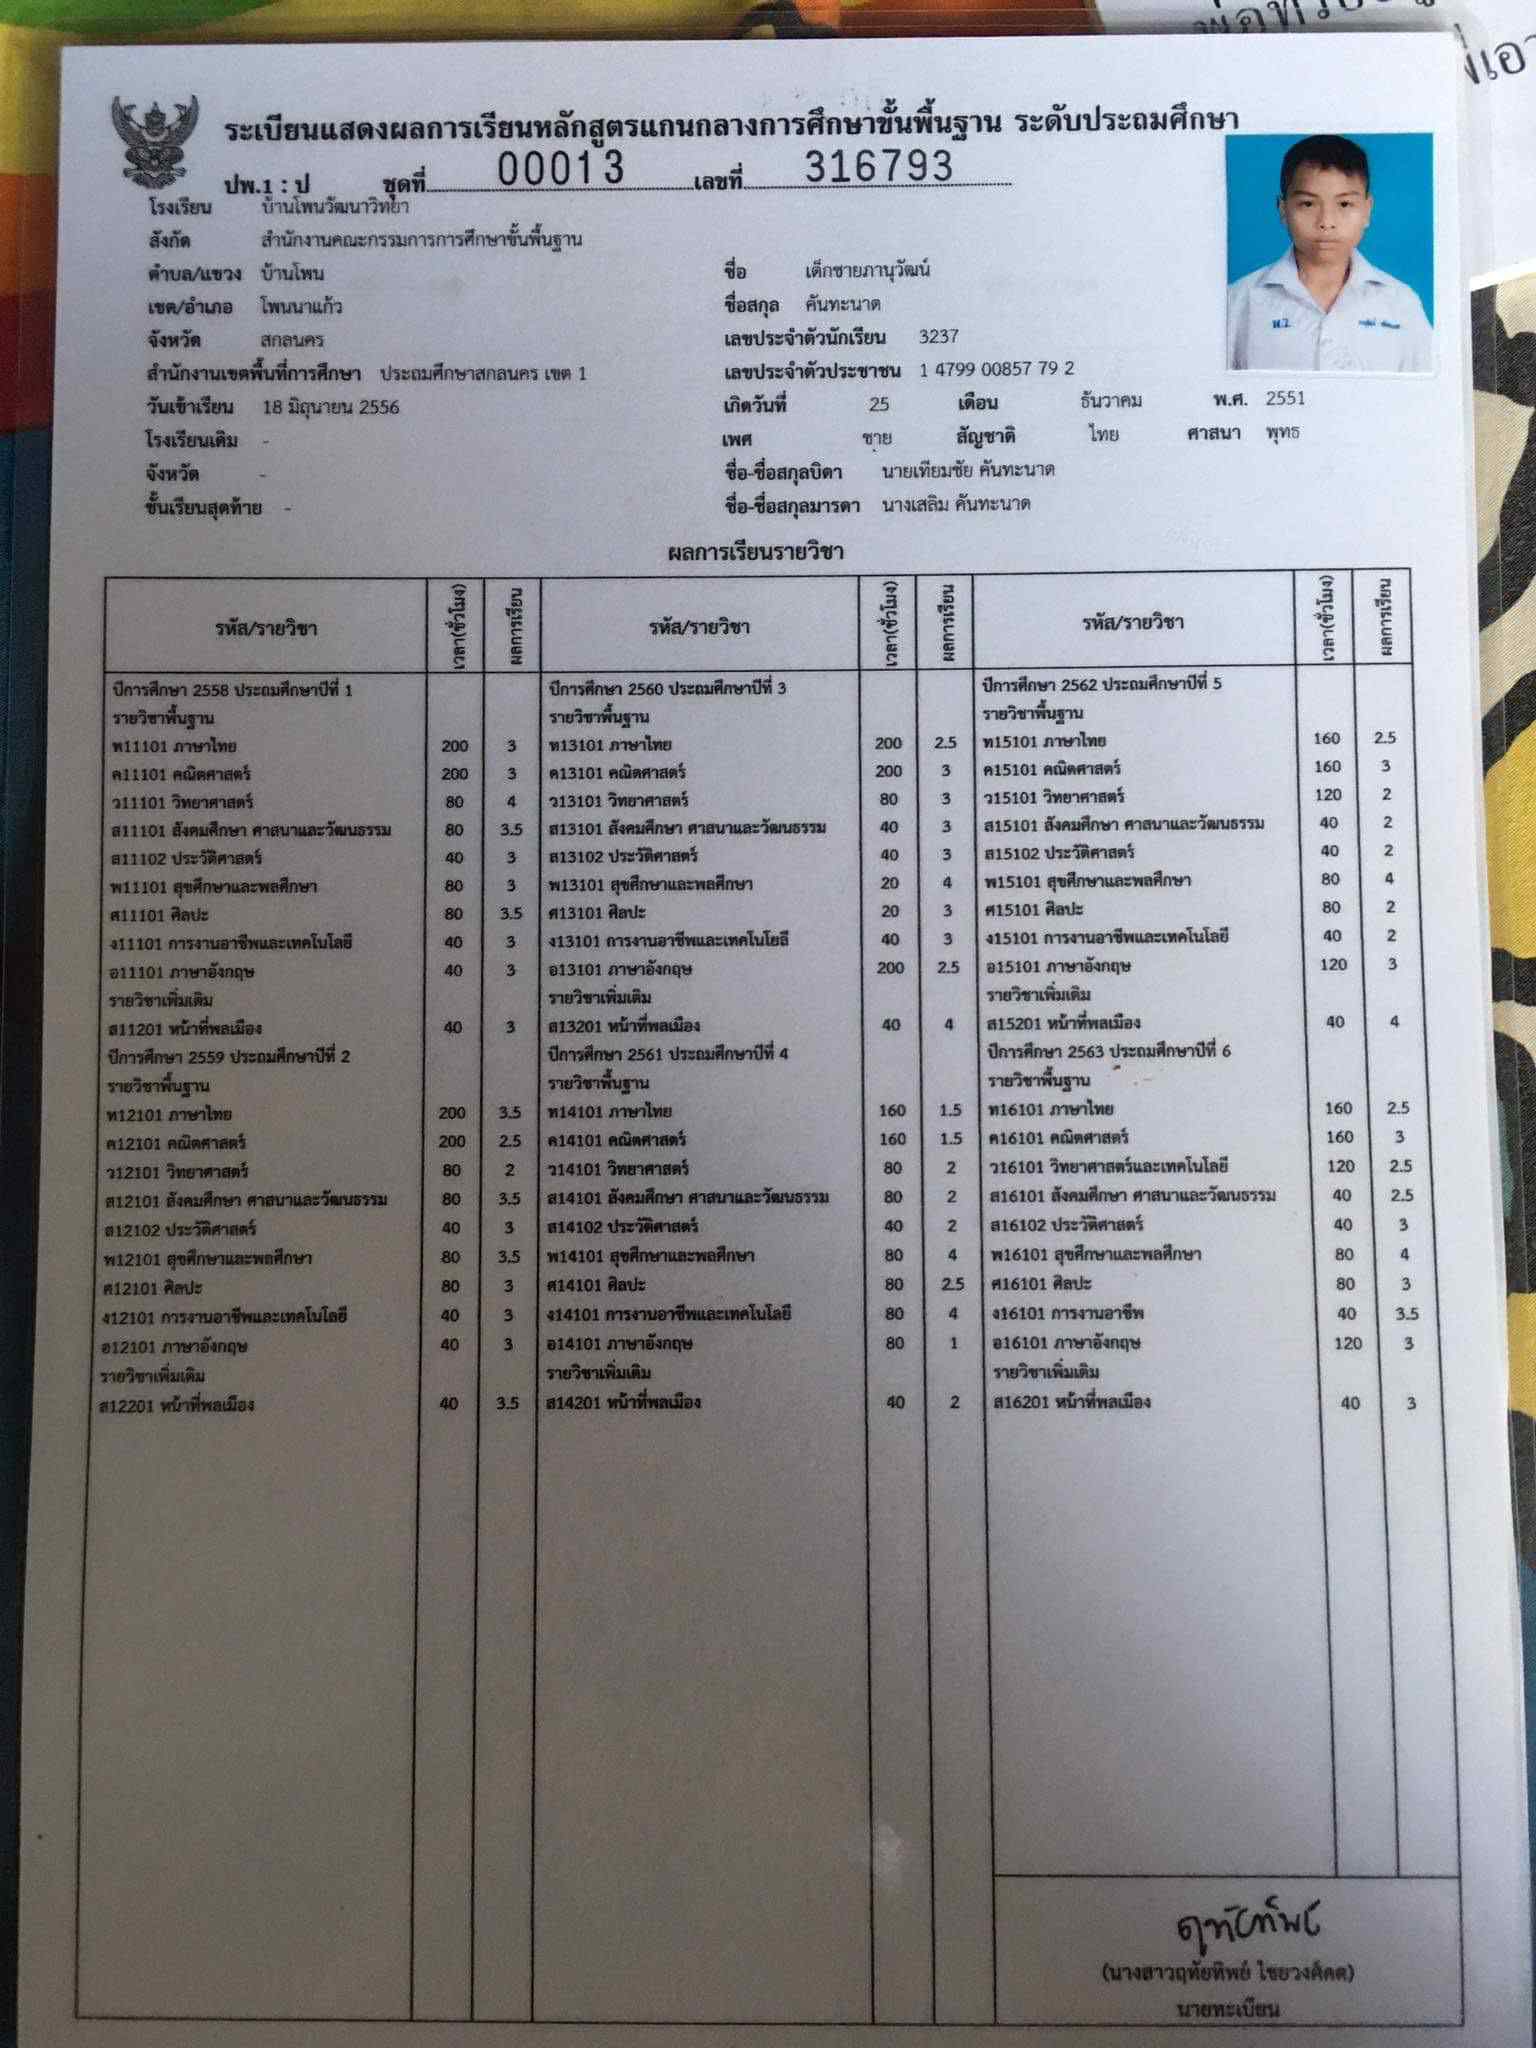 ระเบียนแสดงผลการเรียนหลักสูตรแกนกลางการศึกษาขั้นพื้นฐาน ระดับประถมศึกษา
ปพ.1 : ป ชุดที่ 00013 เลขที่ 316793
โรงเรียน บ้านโพนวัฒนาวิทยา
สังกัด สำนักงานคณะกรรมการการศึกษาขั้นพื้นฐาน
ตำบล/แขวง บ้านโพน
เขต/อำเภอ โพนนาแก้ว
จังหวัด สกลนคร
สำนักงานเขตพื้นที่การศึกษา ประถมศึกษาสกลนคร เขต 1
วันเข้าเรียน 18 มิถุนายน 2556
โรงเรียนเดิม -
จังหวัด -
ชั้นเรียนสุดท้าย -
ชื่อ เด็กชายภานุวัฒน์
ชื่อสกุล คันทะนาด
เลขประจำตัวนักเรียน 3237
เลขประจำตัวประชาชน 1 4799 00857 79 2
เกิดวันที่ 25 เดือน ธันวาคม พ.ศ. 2551
เพศ ชาย สัญชาติ ไทย ศาสนา พุทธ
ชื่อ-ชื่อสกุลบิดา นายเทียมชัย คันทะนาด
ชื่อ-ชื่อสกุลมารดา นางเสลิม คันทะนาด
ผลการเรียนรายวิชา
รหัส/รายวิชา เวลา(ชั่วโมง) ผลการเรียน
ปีการศึกษา 2558 ประถมศึกษาปีที่ 1
รายวิชาพื้นฐาน
พ11101 ภาษาไทย 200 3
ค11101 คณิตศาสตร์ 200 3
ว11101 วิทยาศาสตร์ 80 4
ส11101 สังคมศึกษา ศาสนาและวัฒนธรรม 80 3.5
ส11102 ประวัติศาสตร์ 40 3
พ11101 สุขศึกษาและพลศึกษา 80 3
ศ11101 ศิลปะ 80 3.5
ง11101 การงานอาชีพและเทคโนโลยี 40 3
อ11101 ภาษาอังกฤษ 40 3
รายวิชาเพิ่มเติม
ส11201 หน้าที่พลเมือง 40 3
ปีการศึกษา 2559 ประถมศึกษาปีที่ 2
รายวิชาพื้นฐาน
ท12101 ภาษาไทย 200 3.5
ค12101 คณิตศาสตร์ 200 2.5
ว12101 วิทยาศาสตร์ 80 2
ส12101 สังคมศึกษา ศาสนาและวัฒนธรรม 80 3.5
ส12102 ประวัติศาสตร์ 40 3
พ12101 สุขศึกษาและพลศึกษา 80 3.5
ศ12101 ศิลปะ 80 3
ง12101 การงานอาชีพและเทคโนโลยี 40 3
อ12101 ภาษาอังกฤษ 40 3
รายวิชาเพิ่มเติม
ส12201 หน้าที่พลเมือง 40 3.5
รหัส/รายวิชา เวลา(ชั่วโมง) ผลการเรียน
ปีการศึกษา 2560 ประถมศึกษาปีที่ 3
รายวิชาพื้นฐาน
ท13101 ภาษาไทย 200 2.5
ค13101 คณิตศาสตร์ 200 3
ว13101 วิทยาศาสตร์ 80 3
ส13101 สังคมศึกษา ศาสนาและวัฒนธรรม 40 3
ส13102 ประวัติศาสตร์ 40 3
พ13101 สุขศึกษาและพลศึกษา 20 4
ศ13101 ศิลปะ 20 3
ง13101 การงานอาชีพและเทคโนโยลี 40 3
อ13101 ภาษาอังกฤษ 200 2.5
รายวิชาเพิ่มเติม
ส13201 หน้าที่พลเมือง 40 4
ปีการศึกษา 2561 ประถมศึกษาปีที่ 4
รายวิชาพื้นฐาน
ท14101 ภาษาไทย 160 1.5
ค14101 คณิตศาสตร์ 160 1.5
ว14101 วิทยาศาสตร์ 80 2
ส14101 สังคมศึกษา ศาสนาและวัฒนธรรม 80 2
ส14102 ประวัติศาสตร์ 40 2
พ14101 สุขศึกษาและพลศึกษา 80 4
ศ14101 ศิลปะ 80 2.5
ง14101 การงานอาชีพและเทคโนโลยี 80 4
อ14101 ภาษาอังกฤษ 80 1
รายวิชาเพิ่มเติม
ส14201 หน้าที่พลเมือง 40 2
รหัส/รายวิชา เวลา(ชั่วโมง) ผลการเรียน
ปีการศึกษา 2562 ประถมศึกษาปีที่ 5
รายวิชาพื้นฐาน
ท15101 ภาษาไทย 160 2.5
ค15101 คณิตศาสตร์ 160 3
ว15101 วิทยาศาสตร์ 120 2
ส15101 สังคมศึกษา ศาสนาและวัฒนธรรม 40 2
ส15102 ประวัติศาสตร์ 40 2
พ15101 สุขศึกษาและพลศึกษา 80 4
ศ15101 ศิลปะ 80 2
ง15101 การงานอาชีพและเทคโนโลยี 40 2
อ15101 ภาษาอังกฤษ 120 3
รายวิชาเพิ่มเติม
ส15201 หน้าที่พลเมือง 40 4
ปีการศึกษา 2563 ประถมศึกษาปีที่ 6
รายวิชาพื้นฐาน
ท16101 ภาษาไทย 160 2.5
ค16101 คณิตศาสตร์ 160 3
ว16101 วิทยาศาสตร์และเทคโนโลยี 120 2.5
ส16101 สังคมศึกษา ศาสนาและวัฒนธรรม 40 2.5
ส16102 ประวัติศาสตร์ 40 3
พ16101 สุขศึกษาและพลศึกษา 80 4
ศ16101 ศิลปะ 80 3
ง16101 การงานอาชีพ 40 3.5
อ16101 ภาษาอังกฤษ 120 3
รายวิชาเพิ่มเติม
ส16201 หน้าที่พลเมือง 40 3
ฤทัยทิพย์
(นางสาวฤทัยทิพย์ ไชยวงศ์คต)
นายทะเบียน